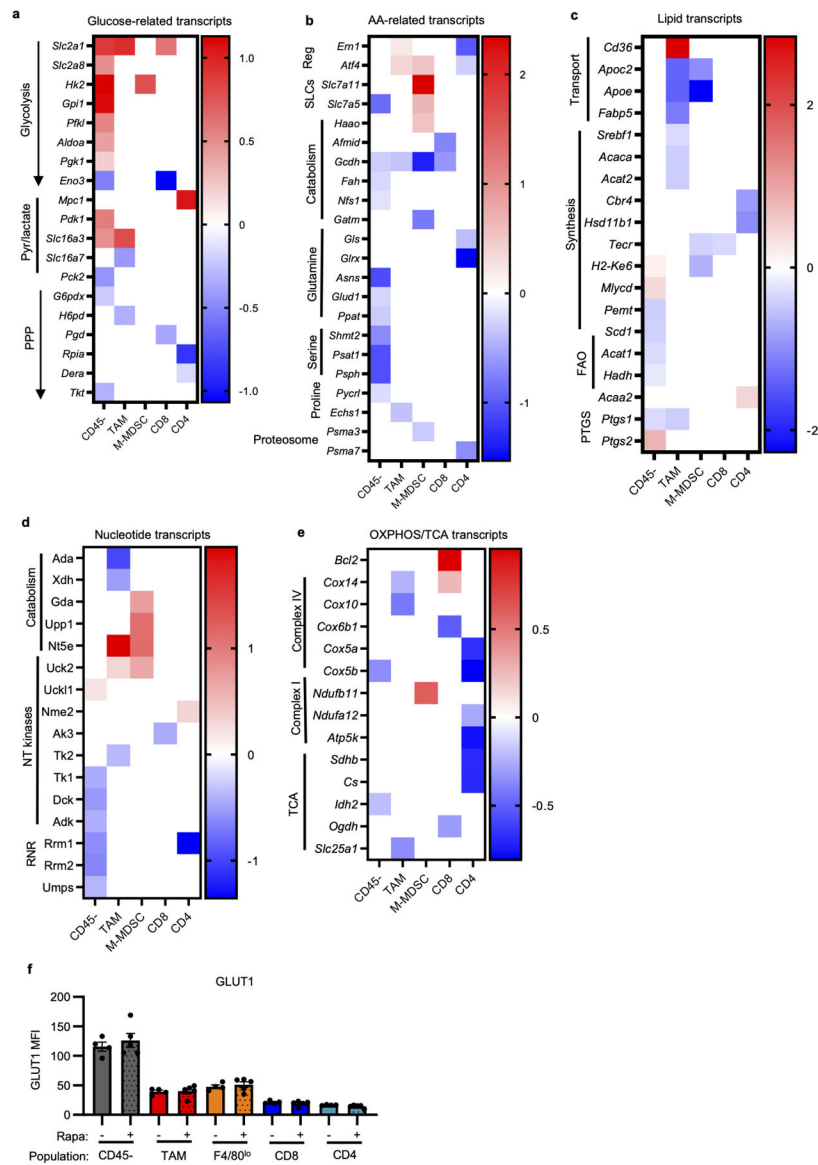 a
Glucose-related transcripts
Glycolysis
Pyr/lactate
PPP
Slc2a1
Slc2a8
Hk2
Gpi1
Pfkl
Aldoa
Pgk1
Eno3
Mpc1
Pdk1
Slc16a3
Slc16a7
Pck2
G6pdx
H6pd
Pgd
Rpia
Dera
Tkt
CD45-
TAM
M-MDSC
CD8
CD4
1.0
0.5
0
-0.5
-1.0
b
AA-related transcripts
Reg
SLCs
Catabolism
Glutamine
Serine
Proline
Proteosome
Ern1
Atf4
Slc7a11
Slc7a5
Haao
Afmid
Gcdh
Fah
Nfs1
Gatm
Gls
Glrx
Asns
Glud1
Ppat
Shmt2
Psat1
Psph
Pycrl
Echs1
Psma3
Psma7
CD45-
TAM
M-MDSC
CD8
CD4
2
1
0
-1
c
Lipid transcripts
Transport
Synthesis
FAO
PTGS
Cd36
Apoc2
Apoe
Fabp5
Srebf1
Acaca
Acat2
Cbr4
Hsd11b1
Tecr
H2-Ke6
Mlycd
Pemt
Scd1
Acat1
Hadh
Acaa2
Ptgs1
Ptgs2
CD45-
TAM
M-MDSC
CD8
CD4
2
0
-2
d
Nucleotide transcripts
Catabolism
NT kinases
RNR
Ada
Xdh
Gda
Upp1
Nt5e
Uck2
Uckl1
Nme2
Ak3
Tk2
Tk1
Dck
Adk
Rrm1
Rrm2
Umps
CD45-
TAM
M-MDSC
CD8
CD4
1
0
-1
e
OXPHOS/TCA transcripts
Complex IV
Complex I
TCA
Bcl2
Cox14
Cox10
Cox6b1
Cox5a
Cox5b
Ndufb11
Ndufa12
Atp5k
Sdhb
Cs
Idh2
Ogdh
Slc25a1
CD45-
TAM
M-MDSC
CD8
CD4
0.5
0
-0.5
f
GLUT1
GLUT1 MFI
200
150
100
50
0
Rapa: - + - + - + - + - +
Population: CD45- TAM F4/80lo CD8 CD4